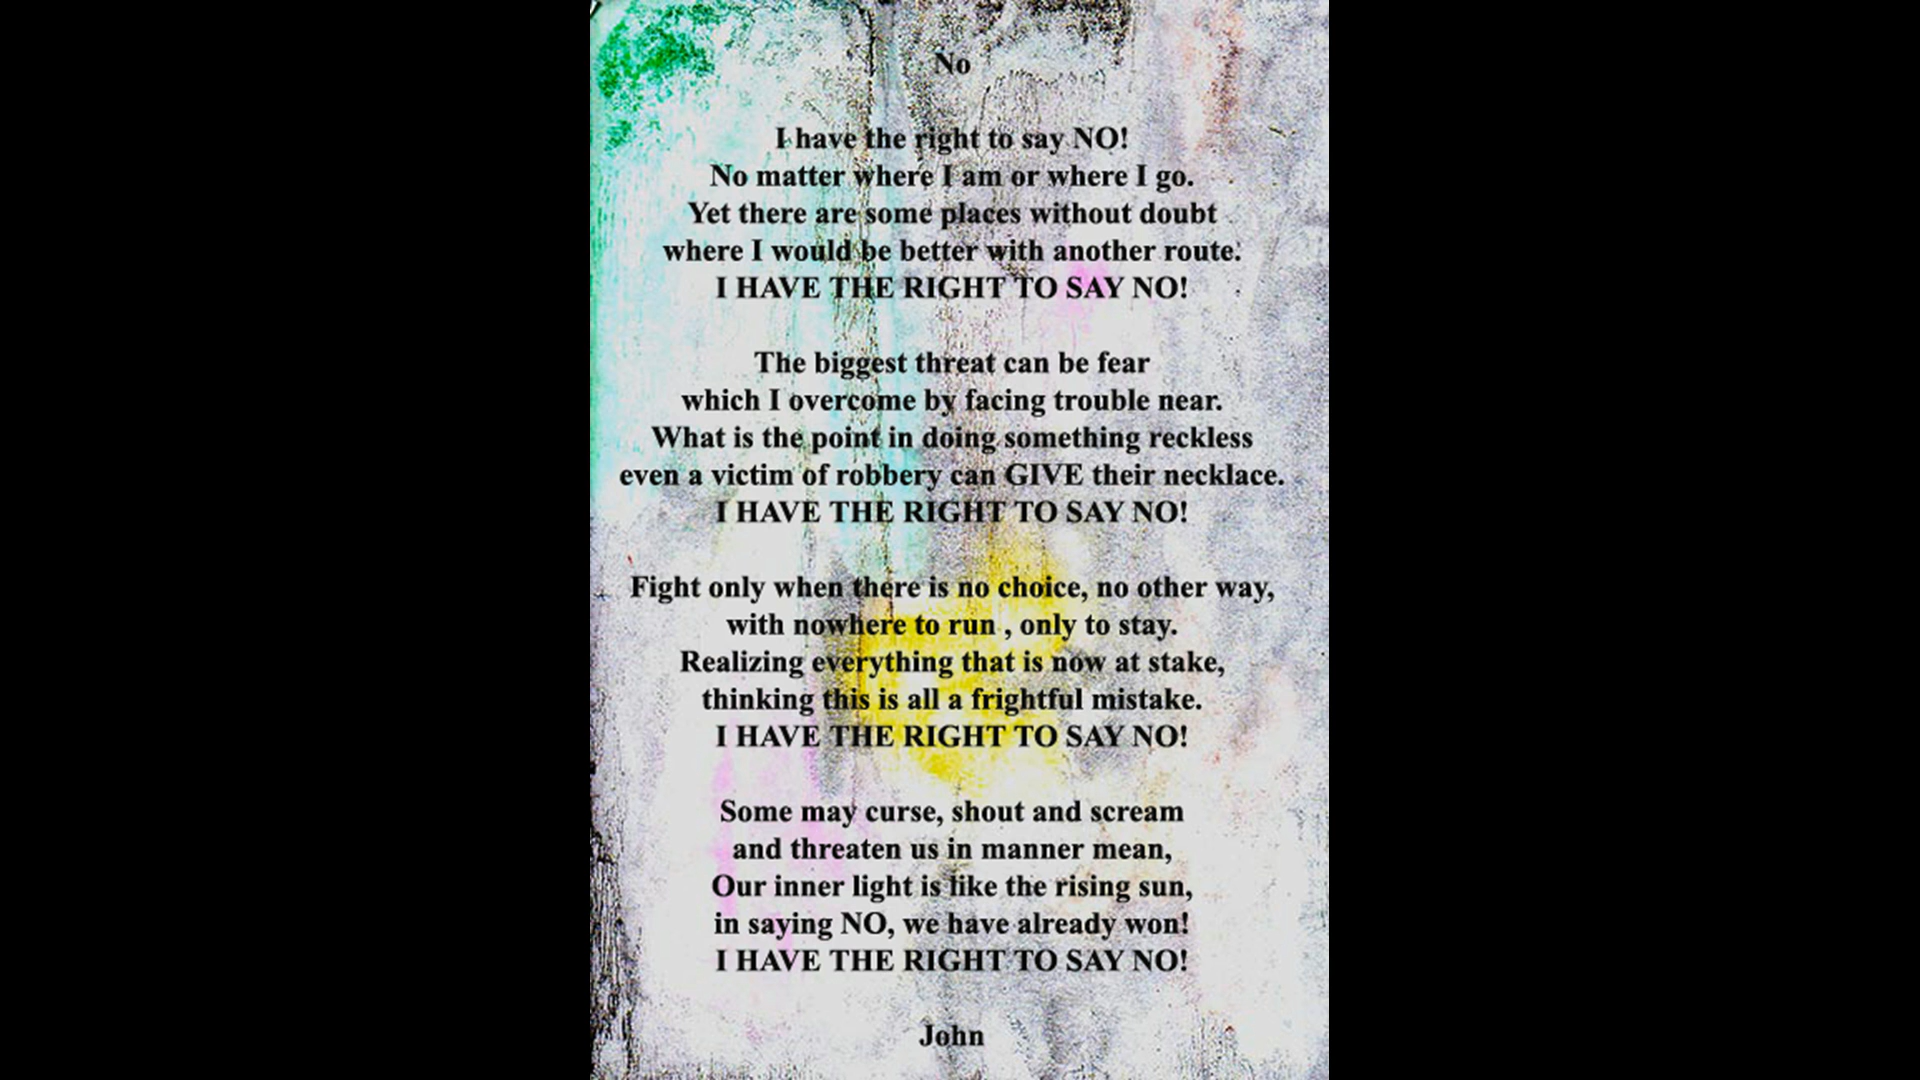 No
I have the right to say NO!
No matter where I am or where I go.
Yet there are some places without doubt
where I would be better with another route.
I HAVE THE RIGHT TO SAY NO!
The biggest threat can be fear
which I overcome by facing trouble near.
What is the point in doing something reckless
even a victim of robbery can GIVE their necklace.
I HAVE THE RIGHT TO SAY NO!
Fight only when there is no choice, no other way,
with nowhere to run , only to stay.
Realizing everything that is now at stake,
thinking this is all a frightful mistake.
I HAVE THE RIGHT TO SAY NO!
Some may curse, shout and scream
and threaten us in manner mean,
Our inner light is like the rising sun,
in saying NO, we have already won!
I HAVE THE RIGHT TO SAY NO!
John